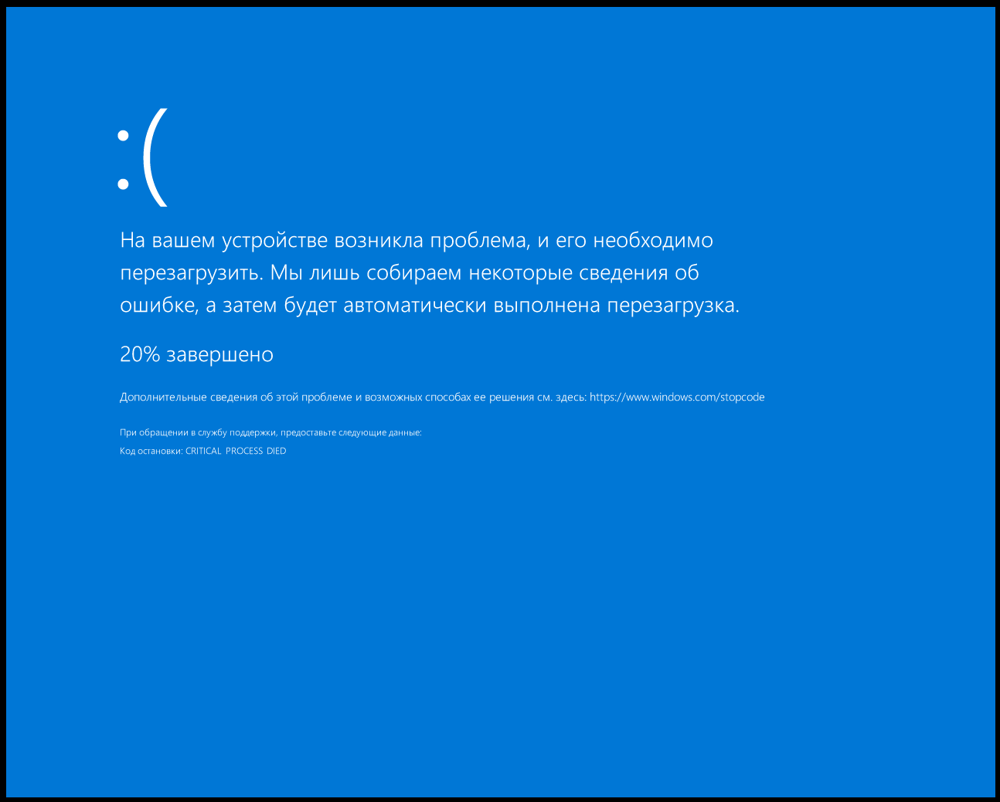 :(
На вашем устройстве возникла проблема, и его необходимо
перезагрузить. Мы лишь собираем некоторые сведения об
ошибке, а затем будет автоматически выполнена перезагрузка.
20% завершено
Дополнительные сведения об этой проблеме и возможных способах ее решения см. здесь: https://www.windows.com/stopcode
При обращении в службу поддержки, предоставьте следующие данные:
Код остановки: CRITICAL_PROCESS_DIED